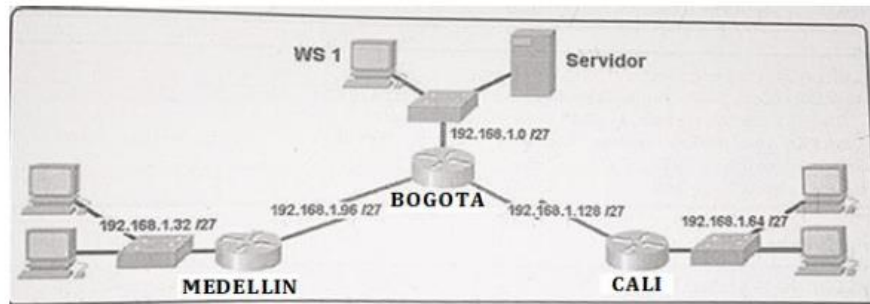 WS 1
Servidor
192.168.1.0 /27
BOGOTA
192.168.1.96 /27
192.168.1.128 /27
192.168.1.32 /27
192.168.1.64 /27
MEDELLIN
CALI